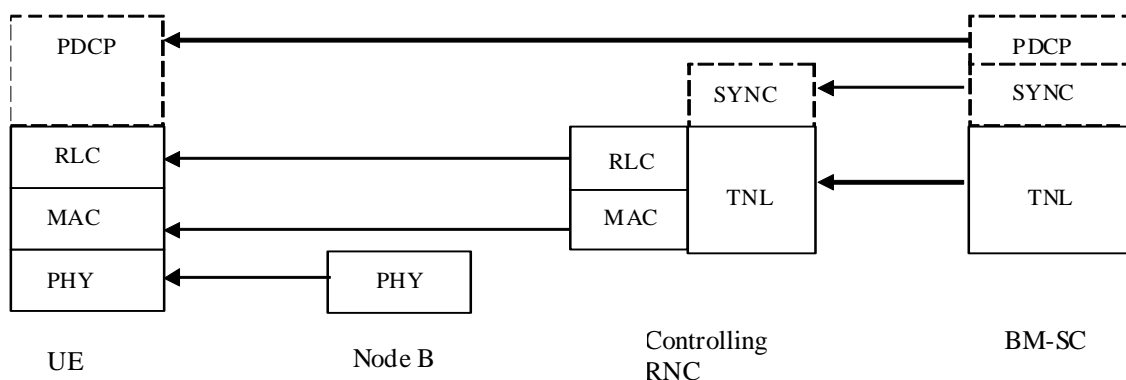 PDCP
PDCP
SYNC
SYNC
RLC
RLC
TNL
TNL
MAC
MAC
PHY
PHY
UE
Node B
Controlling
RNC
BM-SC